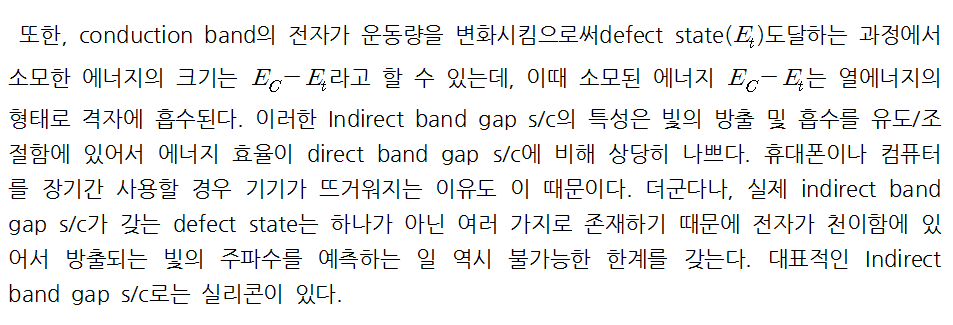 또한, conduction band의 전자가 운동량을 변화시킴으로써defect state(E_t)도달하는 과정에서
소모한 에너지의 크기는 E_C − E_t라고 할 수 있는데, 이때 소모된 에너지 E_C − E_t는 열에너지의
형태로 격자에 흡수된다. 이러한 Indirect band gap s/c의 특성은 빛의 방출 및 흡수를 유도/조
절함에 있어서 에너지 효율이 direct band gap s/c에 비해 상당히 나쁘다. 휴대폰이나 컴퓨터
를 장기간 사용할 경우 기기가 뜨거워지는 이유도 이 때문이다. 더군다나, 실제 indirect band
gap s/c가 갖는 defect state는 하나가 아닌 여러 가지로 존재하기 때문에 전자가 천이함에 있
어서 방출되는 빛의 주파수를 예측하는 일 역시 불가능한 한계를 갖는다. 대표적인 Indirect
band gap s/c로는 실리콘이 있다.